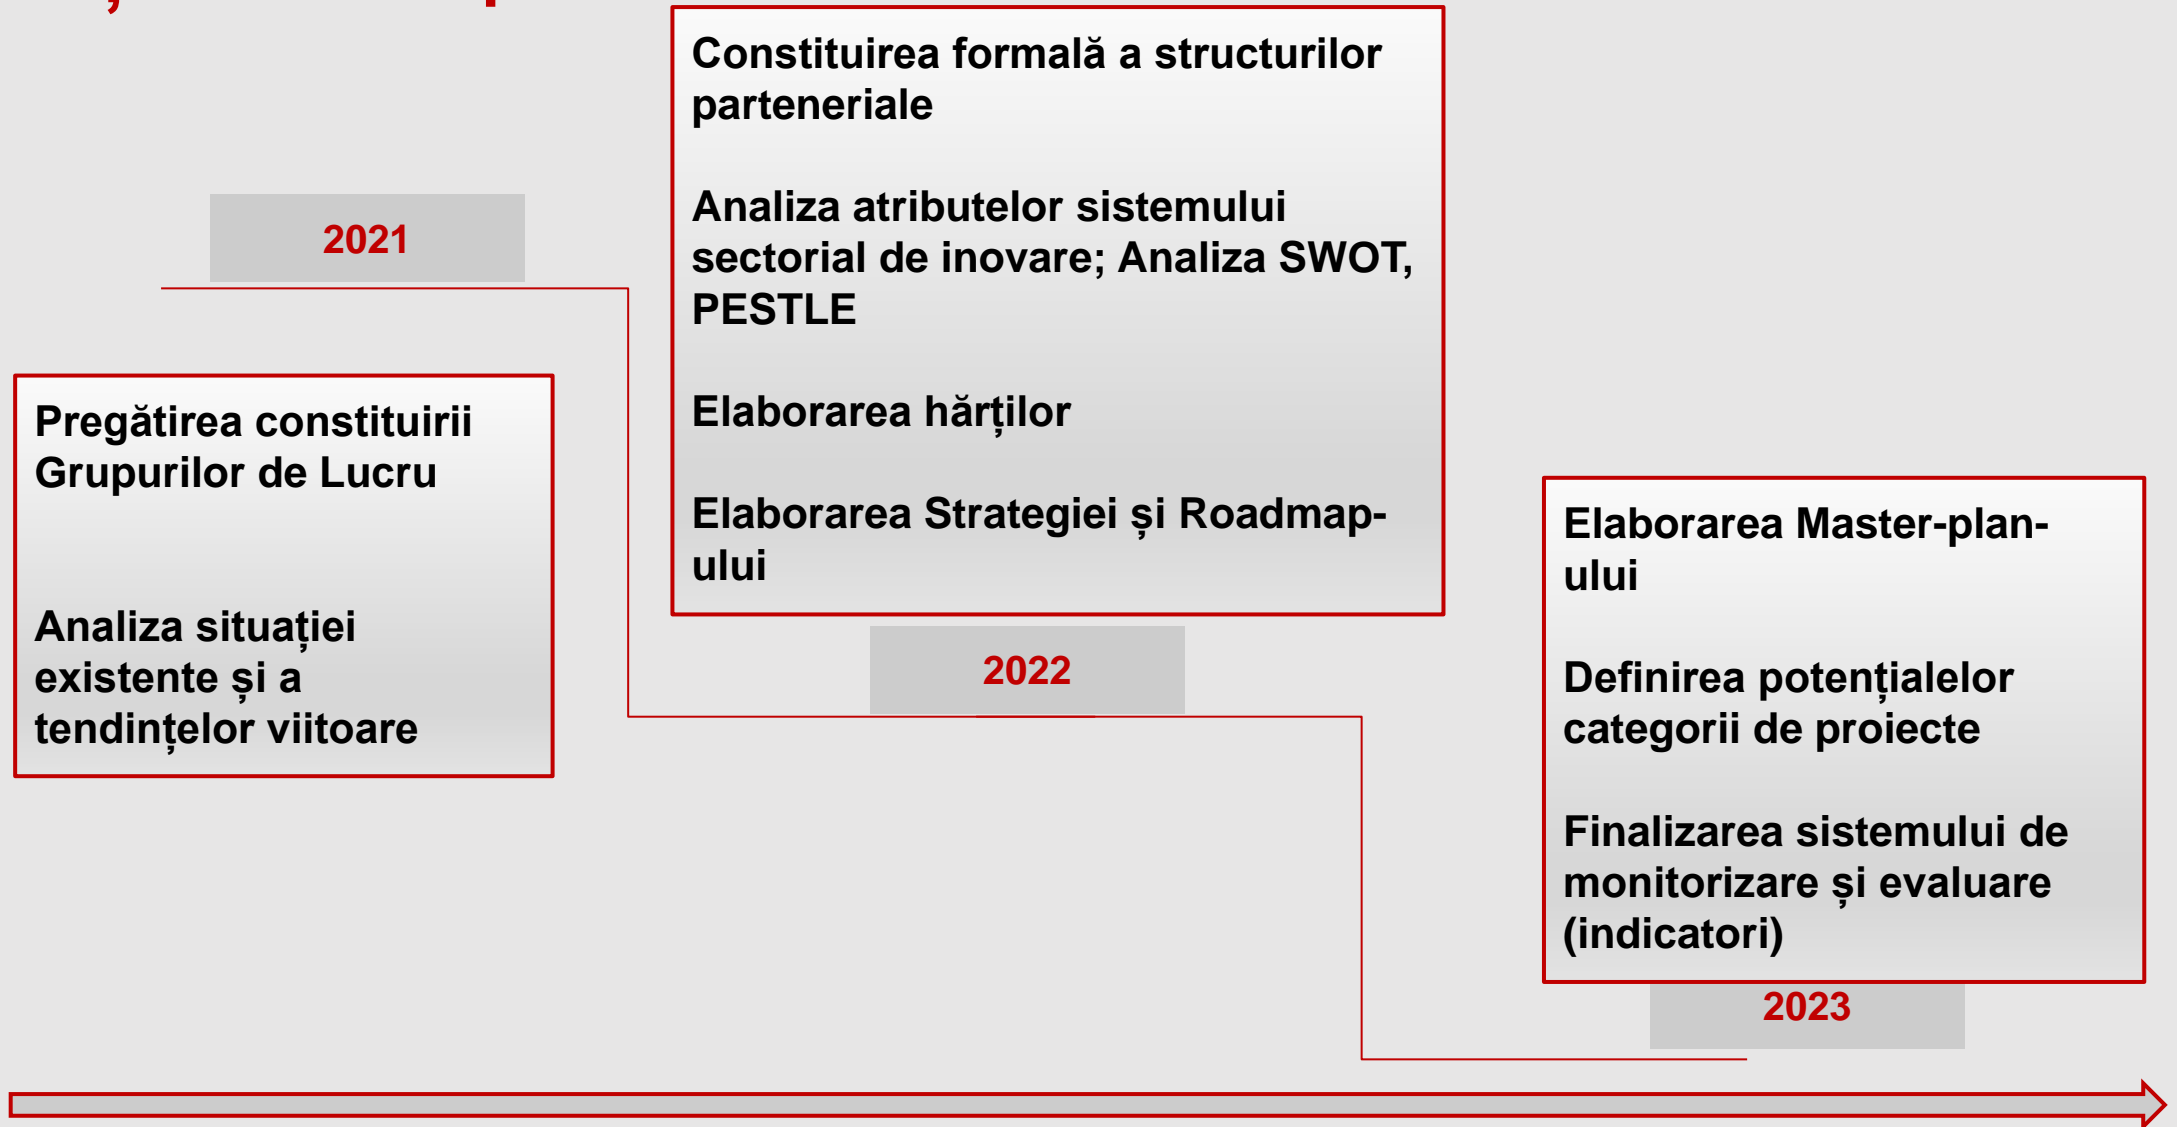 2021
Pregătirea constituirii
Grupurilor de Lucru
Analiza situației
existente și a
tendințelor viitoare
Constituirea formală a structurilor
parteneriale
Analiza atributelor sistemului
sectorial de inovare; Analiza SWOT,
PESTLE
Elaborarea hărților
Elaborarea Strategiei și Roadmap-
ului
2022
Elaborarea Master-plan-
ului
Definirea potențialelor
categorii de proiecte
Finalizarea sistemului de
monitorizare și evaluare
(indicatori)
2023